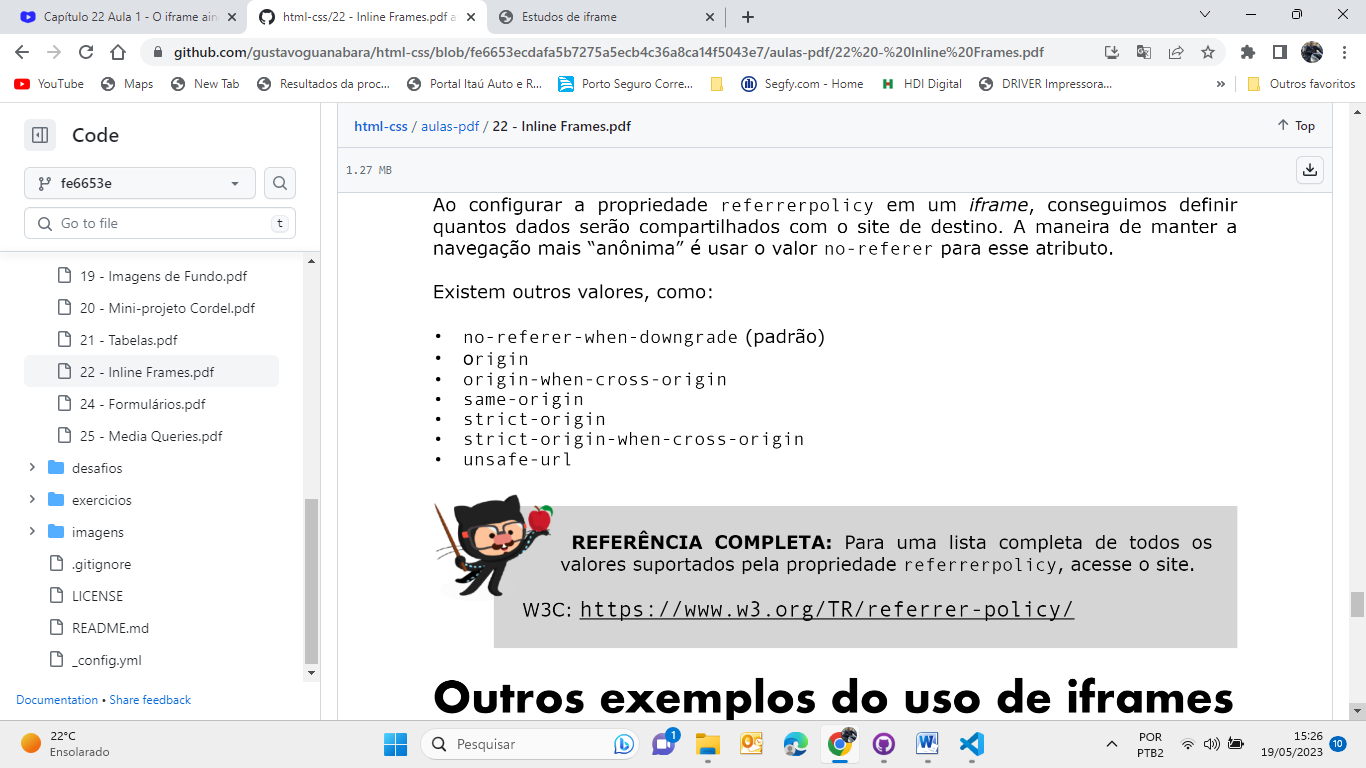 Capítulo 22 Aula 1 - O iframe ain
html-css/22 - Inline Frames.pdf a
Estudos de iframe
github.com/gustavoguanabara/html-css/blob/fe6653ecdafa5b7275a5ecb4c36a8ca14f5043e7/aulas-pdf/22%20-%20Inline%20Frames.pdf
YouTube
Maps
New Tab
Resultados da proc...
Portal Itaú Auto e R...
Porto Seguro Corre...
Segfy.com - Home
HDI Digital
DRIVER Impressora...
»
Outros favoritos
Code
fe6653e
Go to file
t
19 - Imagens de Fundo.pdf
20 - Mini-projeto Cordel.pdf
21 - Tabelas.pdf
22 - Inline Frames.pdf
24 - Formulários.pdf
25 - Media Queries.pdf
desafios
exercicios
imagens
.gitignore
LICENSE
README.md
_config.yml
Documentation • Share feedback
html-css / aulas-pdf / 22 - Inline Frames.pdf
Top
1.27 MB
Ao configurar a propriedade referrerpolicy em um iframe, conseguimos definir
quantos dados serão compartilhados com o site de destino. A maneira de manter a
navegação mais “anônima” é usar o valor no-referer para esse atributo.
Existem outros valores, como:
• no-referer-when-downgrade (padrão)
• origin
• origin-when-cross-origin
• same-origin
• strict-origin
• strict-origin-when-cross-origin
• unsafe-url
REFERÊNCIA COMPLETA: Para uma lista completa de todos os
valores suportados pela propriedade referrerpolicy, acesse o site.
W3C: https://www.w3.org/TR/referrer-policy/
Outros exemplos do uso de iframes
22°C
Ensolarado
Pesquisar
1
POR
PTB2
15:26
19/05/2023
10